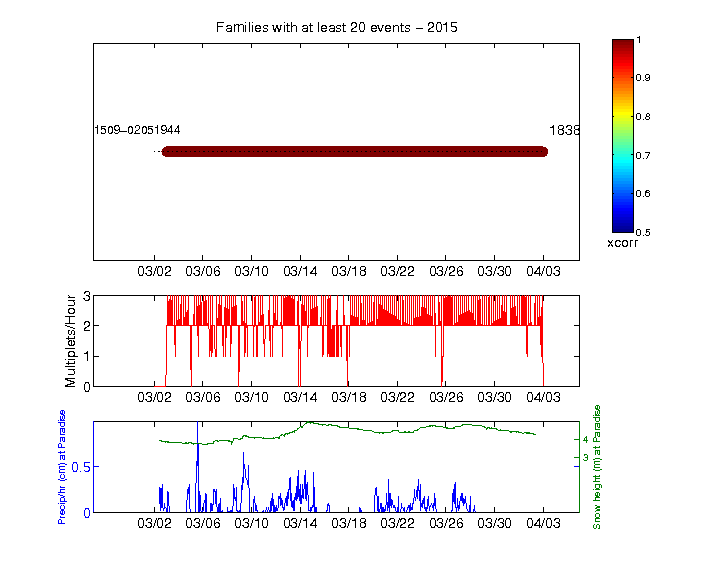 Families with at least 20 events – 2015
1509–02051944
1838
03/02 03/06 03/10 03/14 03/18 03/22 03/26 03/30 04/03
1
0.9
0.8
0.7
0.6
0.5
xcorr
Multiplets/Hour
3
2
1
0
03/02 03/06 03/10 03/14 03/18 03/22 03/26 03/30 04/03
Precip/hr (cm) at Paradise
0.5
0
4
3
Snow height (m) at Paradise
03/02 03/06 03/10 03/14 03/18 03/22 03/26 03/30 04/03